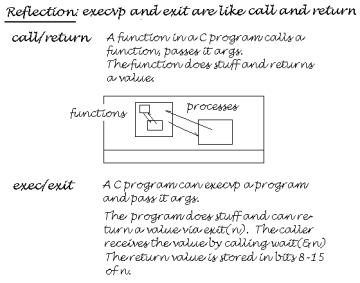 Reflection: execvp and exit are like call and return
call/return A function in a C program calls a
function, passes it args.
The function does stuff and returns
a value.
functions processes
exec/exit A C program can execvp a program
and pass it args.
The program does stuff and can re-
turn a value via exit(n). The caller
receives the value by calling wait(&n)
The return value is stored in bits 8-15
of n.